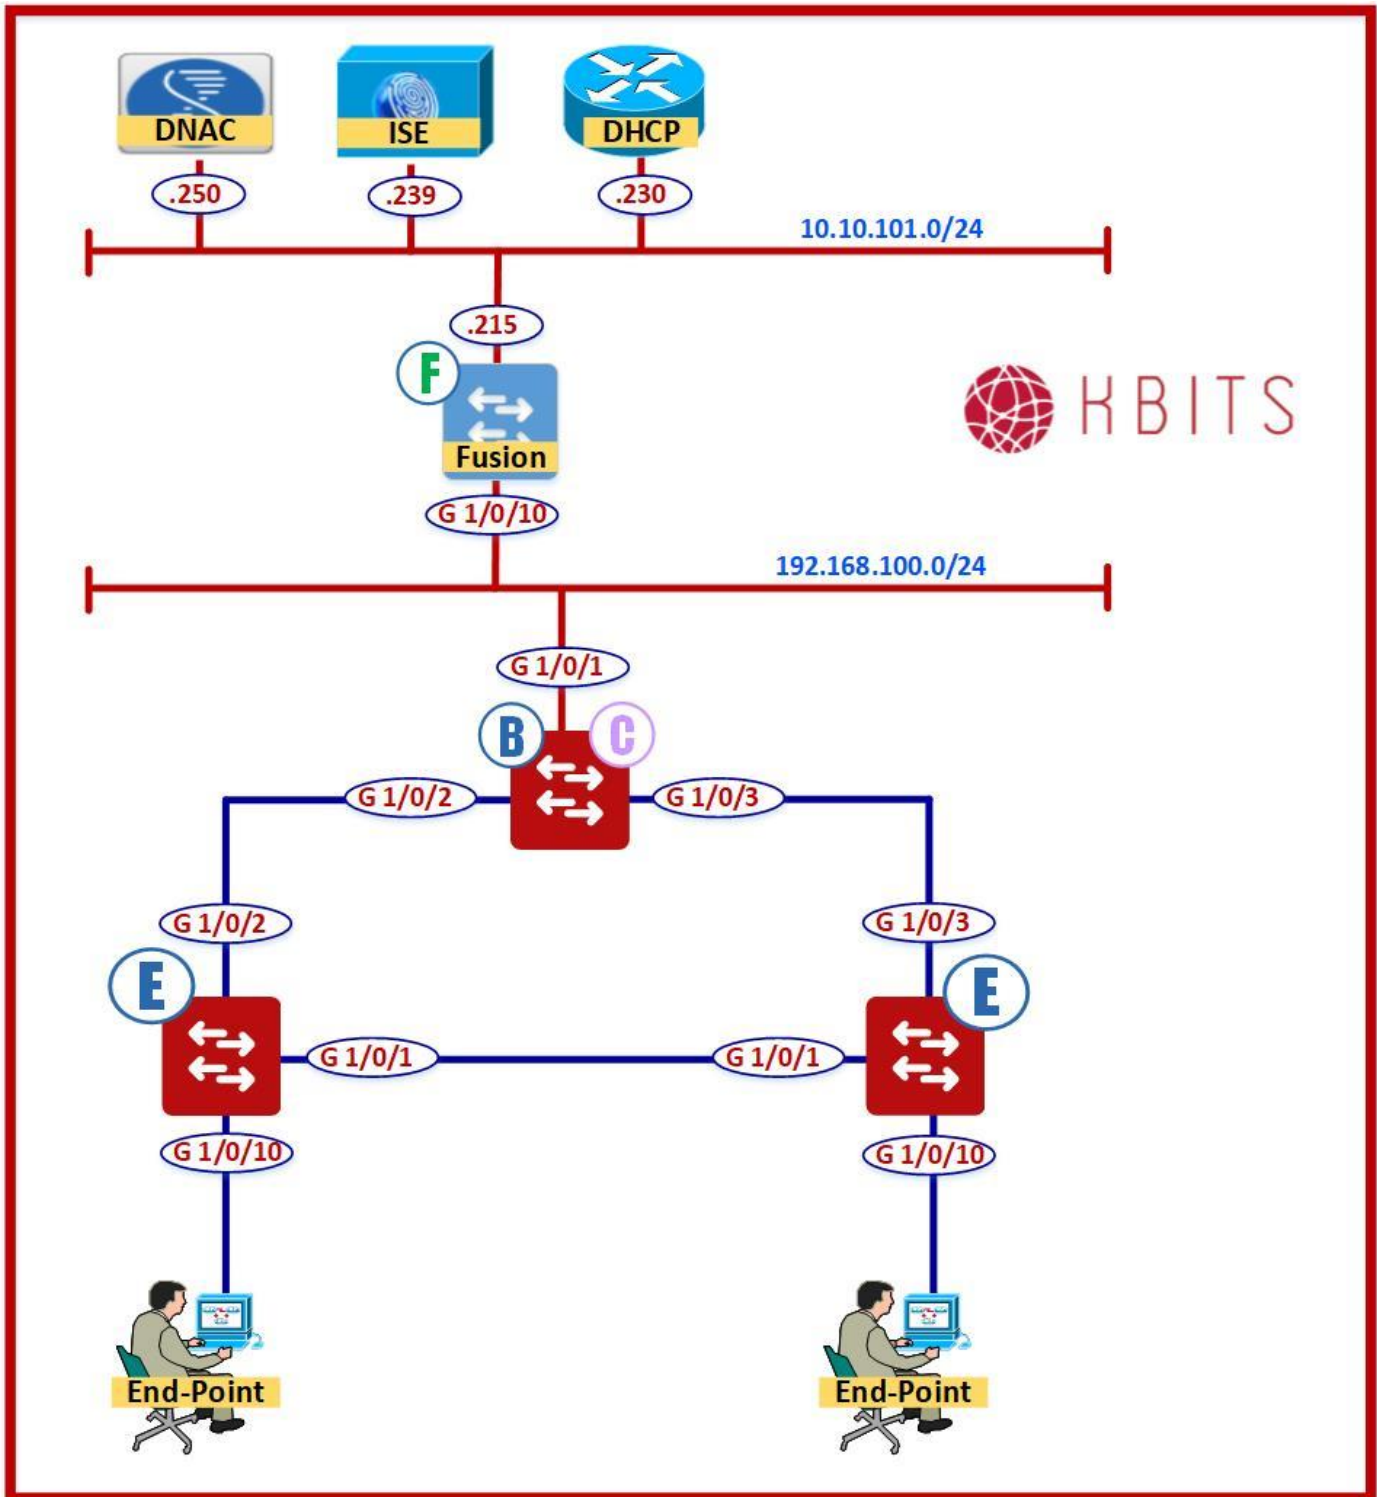 DNAC
ISE
DHCP
.250
.239
.230
10.10.101.0/24
.215
F
Fusion
KBITS
G 1/0/10
192.168.100.0/24
G 1/0/1
B
C
G 1/0/2
G 1/0/3
G 1/0/2
G 1/0/3
E
E
G 1/0/1
G 1/0/1
G 1/0/10
G 1/0/10
End-Point
End-Point